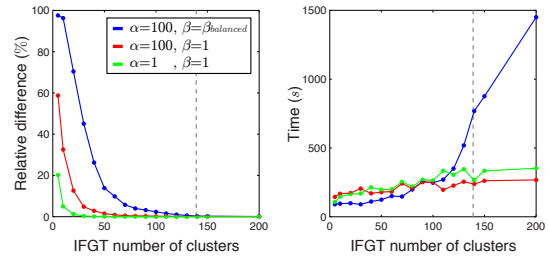 100
80
60
40
20
0
Relative difference (%)
α=100, β=βbalanced
α=100, β=1
α=1 , β=1
0 50 100 150 200
IFGT number of clusters
1500
1000
500
0
Time (s)
0 50 100 150 200
IFGT number of clusters